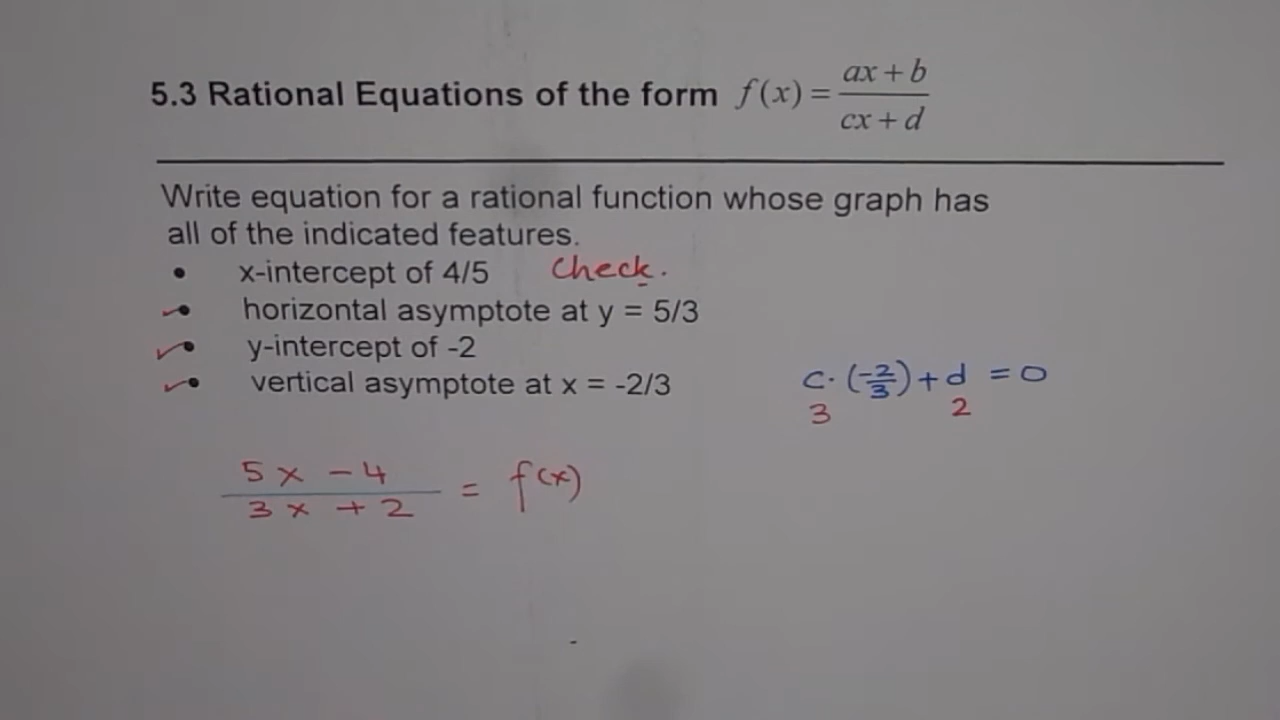 5.3 Rational Equations of the form f(x) = (ax + b)/(cx + d)
Write equation for a rational function whose graph has
all of the indicated features.
• x-intercept of 4/5 Check.
• horizontal asymptote at y = 5/3
• y-intercept of -2
• vertical asymptote at x = -2/3
c·(-2/3) + d = 0
3 2
5x - 4
3x + 2 = f(x)